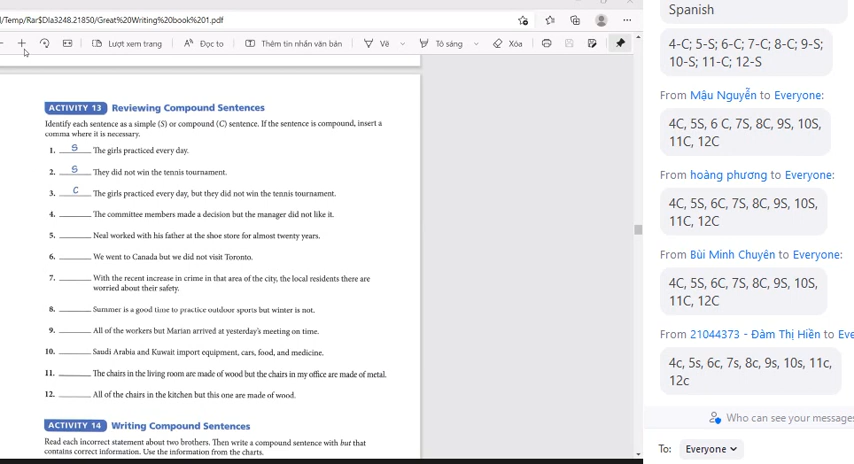 l/Temp/Rar$DIa3248.21850/Great%20Writing%20book%201.pdf
Lượt xem trang
Đọc to
Thêm tin nhắn văn bản
Vẽ
Tô sáng
Xóa
ACTIVITY 13 Reviewing Compound Sentences
Identify each sentence as a simple (S) or compound (C) sentence. If the sentence is compound, insert a
comma where it is necessary.
1. S The girls practiced every day.
2. S They did not win the tennis tournament.
3. C The girls practiced every day, but they did not win the tennis tournament.
4. The committee members made a decision but the manager did not like it.
5. Neal worked with his father at the shoe store for almost twenty years.
6. We went to Canada but we did not visit Toronto.
7. With the recent increase in crime in that area of the city, the local residents there are
worried about their safety.
8. Summer is a good time to practice outdoor sports but winter is not.
9. All of the workers but Marian arrived at yesterday's meeting on time.
10. Saudi Arabia and Kuwait import equipment, cars, food, and medicine.
11. The chairs in the living room are made of wood but the chairs in my office are made of metal.
12. All of the chairs in the kitchen but this one are made of wood.
ACTIVITY 14 Writing Compound Sentences
Read each incorrect statement about two brothers. Then write a compound sentence with but that
contains correct information. Use the information from the charts.
Spanish
4-C; 5-S; 6-C; 7-C; 8-C; 9-S;
10-S; 11-C; 12-S
From Mậu Nguyễn to Everyone:
4C, 5S, 6 C, 7S, 8C, 9S, 10S,
11C, 12C
From hoàng phương to Everyone:
4C, 5S, 6C, 7S, 8C, 9S, 10S,
11C, 12C
From Bùi Minh Chuyên to Everyone:
4C, 5S, 6C, 7S, 8C, 9S, 10S,
11C, 12C
From 21044373 - Đàm Thị Hiền to Eve
4c, 5s, 6c, 7s, 8c, 9s, 10s, 11c,
12c
Who can see your messages
To: Everyone